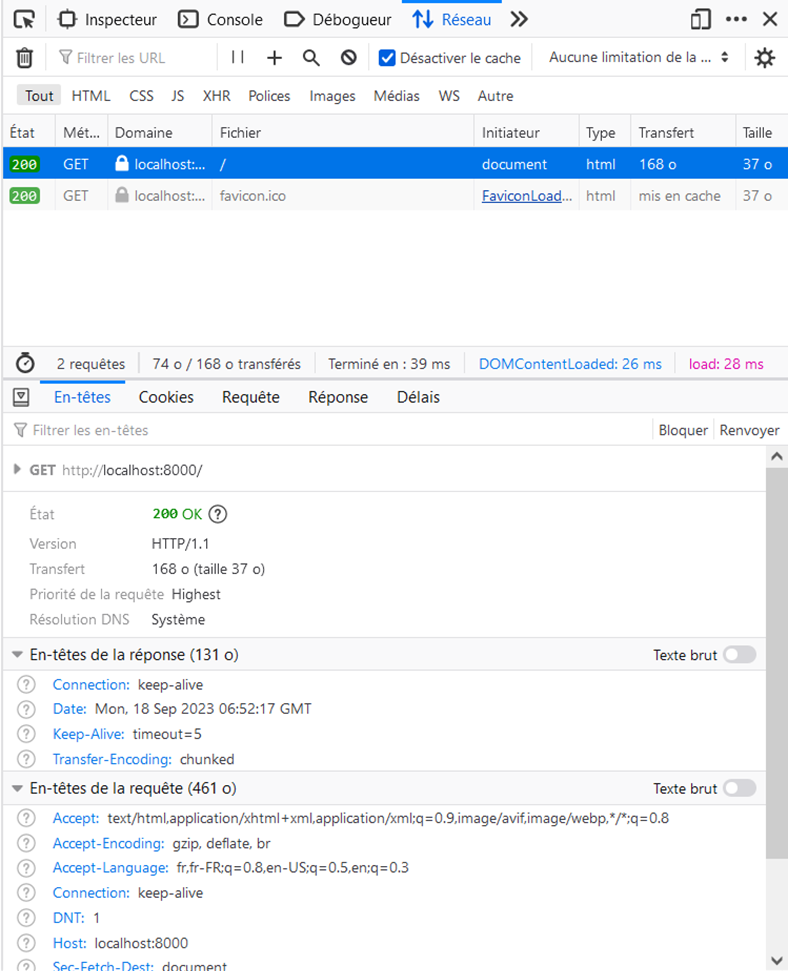 Inspecteur Console Débogueur Réseau
Filtrer les URL Désactiver le cache Aucune limitation de la ...
Tout HTML CSS JS XHR Polices Images Médias WS Autre
État Mét... Domaine Fichier Initiateur Type Transfert Taille
200 GET localhost:... / document html 168 o 37 o
200 GET localhost:... favicon.ico FaviconLoad... html mis en cache 37 o
2 requêtes 74 o / 168 o transférés Terminé en : 39 ms DOMContentLoaded: 26 ms load: 28 ms
En-têtes Cookies Requête Réponse Délais
Filtrer les en-têtes Bloquer Renvoyer
GET http://localhost:8000/
État 200 OK ?
Version HTTP/1.1
Transfert 168 o (taille 37 o)
Priorité de la requête Highest
Résolution DNS Système
En-têtes de la réponse (131 o) Texte brut
? Connection: keep-alive
? Date: Mon, 18 Sep 2023 06:52:17 GMT
? Keep-Alive: timeout=5
? Transfer-Encoding: chunked
En-têtes de la requête (461 o) Texte brut
? Accept: text/html,application/xhtml+xml,application/xml;q=0.9,image/avif,image/webp,*/*;q=0.8
? Accept-Encoding: gzip, deflate, br
? Accept-Language: fr,fr-FR;q=0.8,en-US;q=0.5,en;q=0.3
? Connection: keep-alive
? DNT: 1
? Host: localhost:8000
? Sec-Fetch-Dest: document